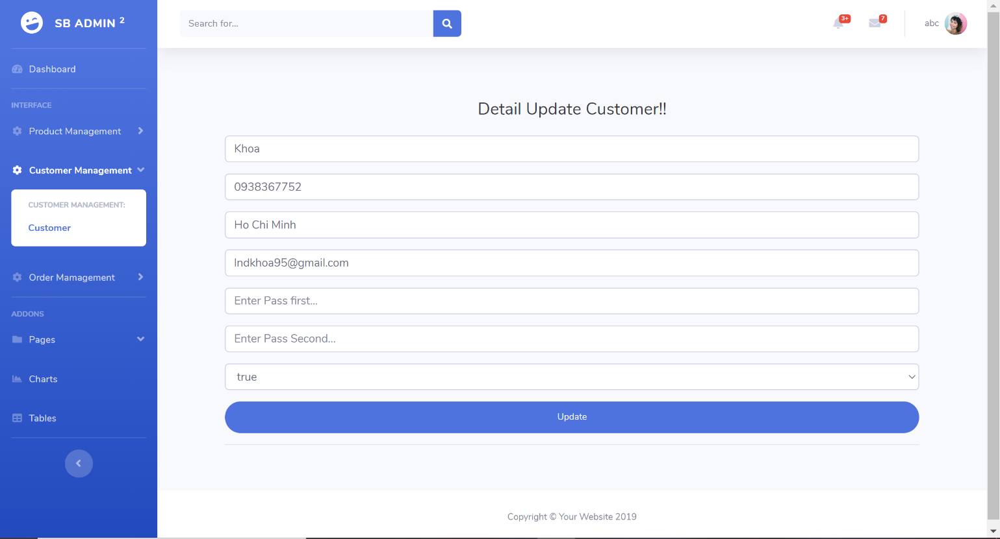 SB ADMIN 2
Search for...
3+
7
abc
Dashboard
INTERFACE
Product Management
Customer Management
CUSTOMER MANAGEMENT:
Customer
Order Mamagement
ADDONS
Pages
Charts
Tables
Detail Update Customer!!
Khoa
0938367752
Ho Chi Minh
lndkhoa95@gmail.com
Enter Pass first...
Enter Pass Second...
true
Update
Copyright © Your Website 2019